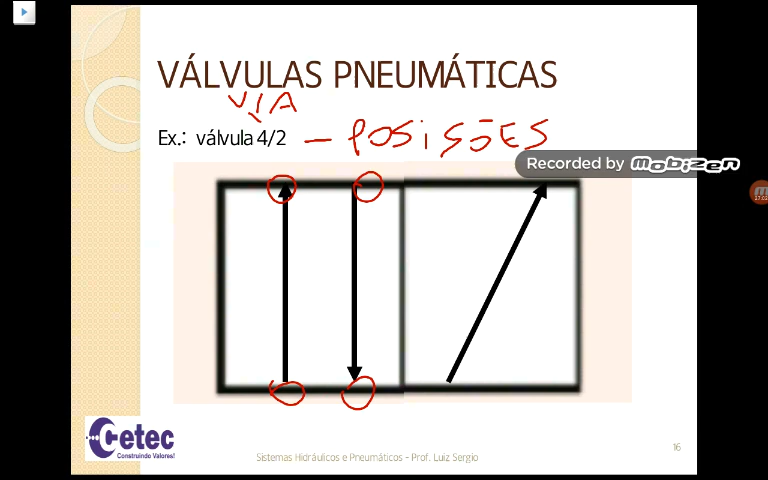 VÁLVULAS PNEUMÁTICAS
VIA
Ex.: válvula 4/2 – POSiSÕES
Recorded by mobizen
Cetec
Construindo Valores!
Sistemas Hidráulicos e Pneumáticos – Prof. Luiz Sergio
16